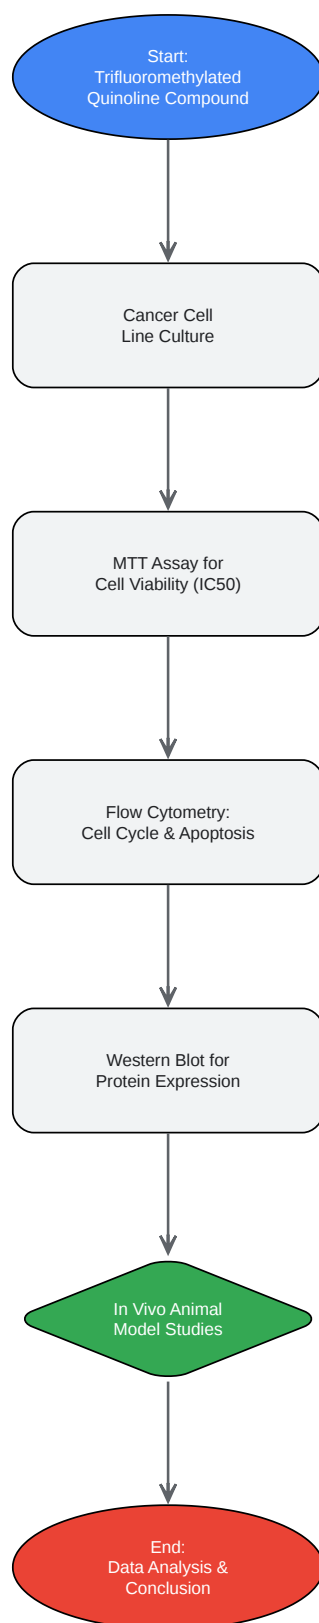 Start:
Trifluoromethylated
Quinoline Compound
Cancer Cell
Line Culture
MTT Assay for
Cell Viability (IC50)
Flow Cytometry:
Cell Cycle & Apoptosis
Western Blot for
Protein Expression
In Vivo Animal
Model Studies
End:
Data Analysis &
Conclusion